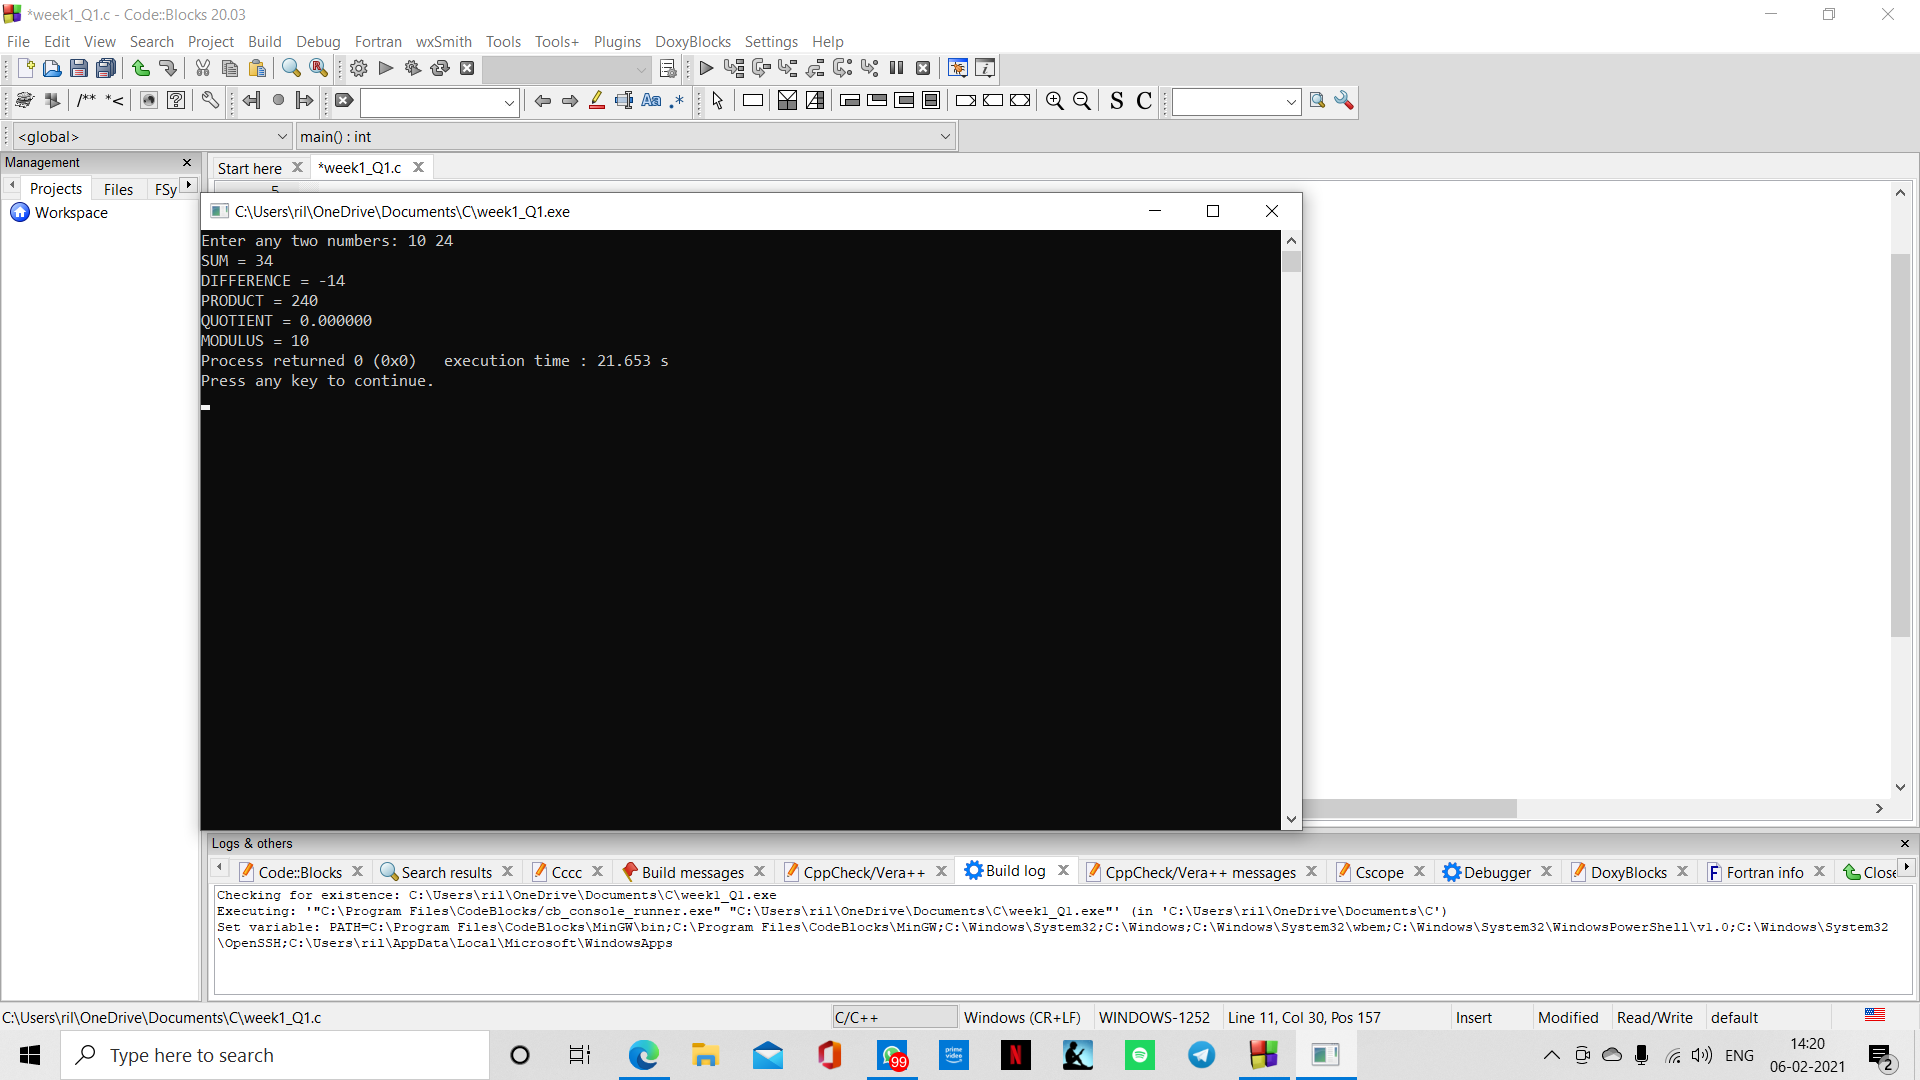 *week1_Q1.c - Code::Blocks 20.03
File Edit View Search Project Build Debug Fortran wxSmith Tools Tools+ Plugins DoxyBlocks Settings Help
/** *<
Aa .* S C
<global> main() : int
Management
Start here *week1_Q1.c
Projects Files FSy
5
Workspace
C:\Users\ril\OneDrive\Documents\C\week1_Q1.exe
Enter any two numbers: 10 24
SUM = 34
DIFFERENCE = -14
PRODUCT = 240
QUOTIENT = 0.000000
MODULUS = 10
Process returned 0 (0x0)   execution time : 21.653 s
Press any key to continue.
Logs & others
Code::Blocks Search results Cccc Build messages CppCheck/Vera++ Build log CppCheck/Vera++ messages Cscope Debugger DoxyBlocks Fortran info Close
Checking for existence: C:\Users\ril\OneDrive\Documents\C\week1_Q1.exe
Executing: '"C:\Program Files\CodeBlocks/cb_console_runner.exe" "C:\Users\ril\OneDrive\Documents\C\week1_Q1.exe"' (in 'C:\Users\ril\OneDrive\Documents\C')
Set variable: PATH=C:\Program Files\CodeBlocks\MinGW\bin;C:\Program Files\CodeBlocks\MinGW;C:\Windows\System32;C:\Windows;C:\Windows\System32\wbem;C:\Windows\System32\WindowsPowerShell\v1.0;C:\Windows\System32
\OpenSSH;C:\Users\ril\AppData\Local\Microsoft\WindowsApps
C:\Users\ril\OneDrive\Documents\C\week1_Q1.c C/C++ Windows (CR+LF) WINDOWS-1252 Line 11, Col 30, Pos 157 Insert Modified Read/Write default
Type here to search 99 prime video N ENG 14:20
06-02-2021 2